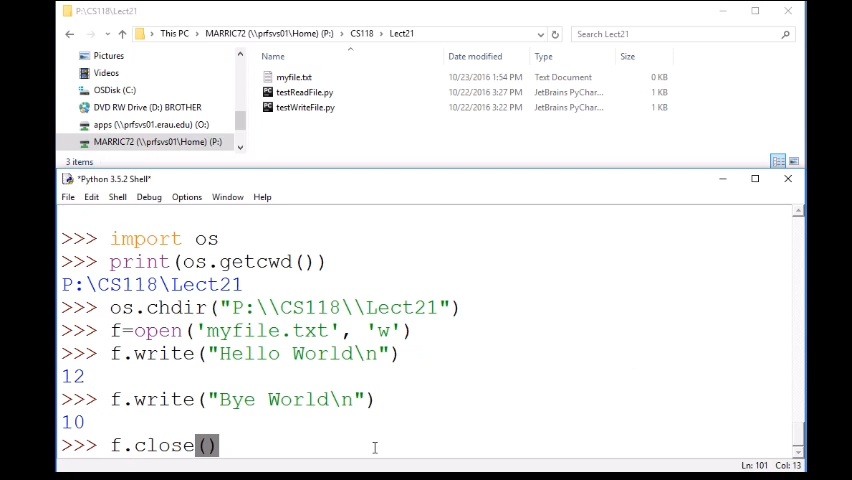 P:\CS118\Lect21
This PC > MARRIC72 (\\prfsvs01\Home) (P:) > CS118 > Lect21
Search Lect21
Pictures
Videos
OSDisk (C:)
DVD RW Drive (D:) BROTHER
apps (\\prfsvs01.erau.edu) (O:)
MARRIC72 (\\prfsvs01\Home) (P:)
Name Date modified Type Size
myfile.txt 10/23/2016 1:54 PM Text Document 0 KB
testReadFile.py 10/22/2016 3:27 PM JetBrains PyChar... 1 KB
testWriteFile.py 10/22/2016 3:22 PM JetBrains PyChar... 1 KB
3 items
*Python 3.5.2 Shell*
File Edit Shell Debug Options Window Help
>>> import os
>>> print(os.getcwd())
P:\CS118\Lect21
>>> os.chdir("P:\\CS118\\Lect21")
>>> f=open('myfile.txt', 'w')
>>> f.write("Hello World\n")
12
>>> f.write("Bye World\n")
10
>>> f.close()
Ln: 101 Col: 13